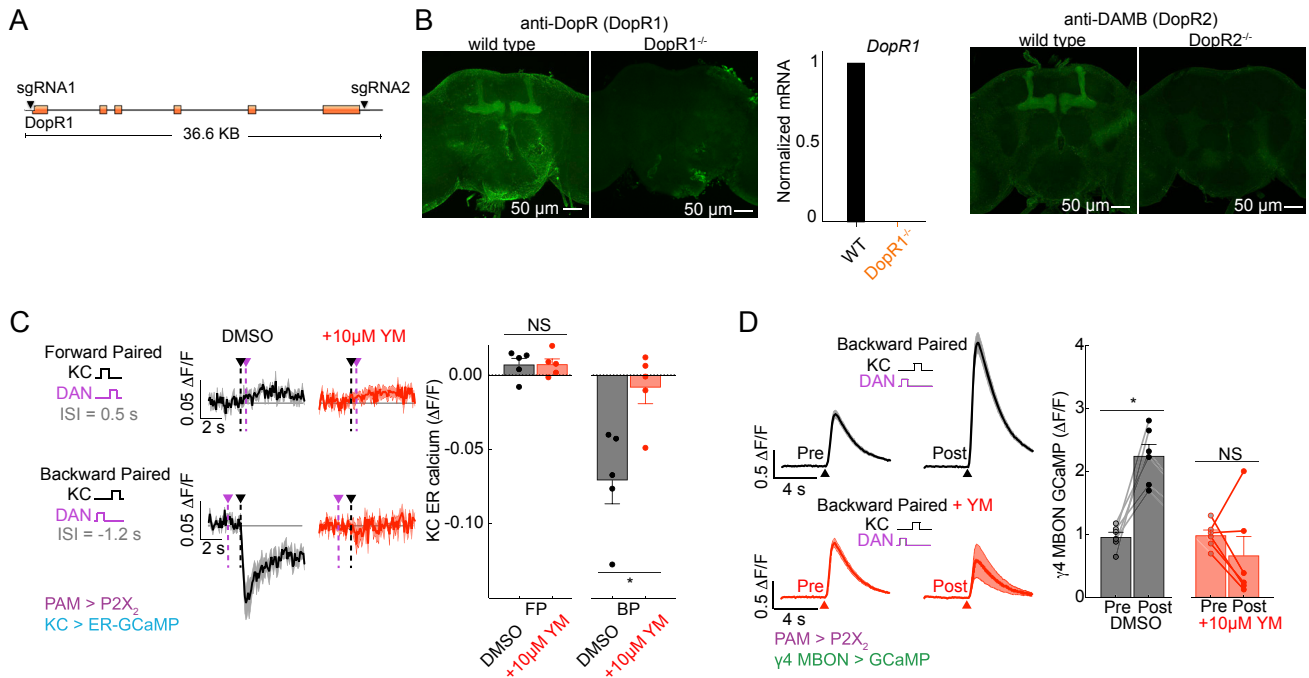 A
sgRNA1
sgRNA2
DopR1
36.6 KB
B
anti-DopR (DopR1)
wild type
DopR1-/-
50 µm
50 µm
DopR1
Normalized mRNA
1
0.5
0
WT
DopR1-/-
anti-DAMB (DopR2)
wild type
DopR2-/-
50 µm
50 µm
C
DMSO
+10µM YM
Forward Paired
KC
DAN
ISI = 0.5 s
0.05 ΔF/F
2 s
Backward Paired
KC
DAN
ISI = -1.2 s
0.05 ΔF/F
2 s
PAM > P2X2
KC > ER-GCaMP
KC ER calcium (ΔF/F)
0.00
-0.05
-0.10
NS
*
FP
BP
DMSO
+10µM YM
DMSO
+10µM YM
D
Backward Paired
KC
DAN
0.5 ΔF/F
4 s
Pre
Post
Backward Paired + YM
KC
DAN
0.5 ΔF/F
4 s
Pre
Post
PAM > P2X2
γ4 MBON > GCaMP
γ4 MBON GCaMP (ΔF/F)
4
3
2
1
0
*
NS
Pre Post
DMSO
Pre Post
+10µM YM